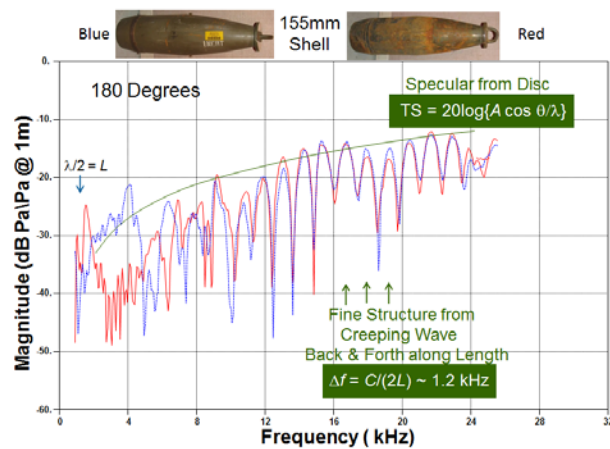 Blue
155mm
Shell
Red
180 Degrees
Specular from Disc
TS = 20log{A cos θ/λ}
λ/2 = L
Fine Structure from
Creeping Wave
Back & Forth along Length
Δf = C/(2L) ~ 1.2 kHz
Magnitude (dB Pa\Pa @ 1m)
0.
-10.
-20.
-30.
-40.
-50.
-60.
0
4
8
12
16
20
24
28
32
Frequency ( kHz)